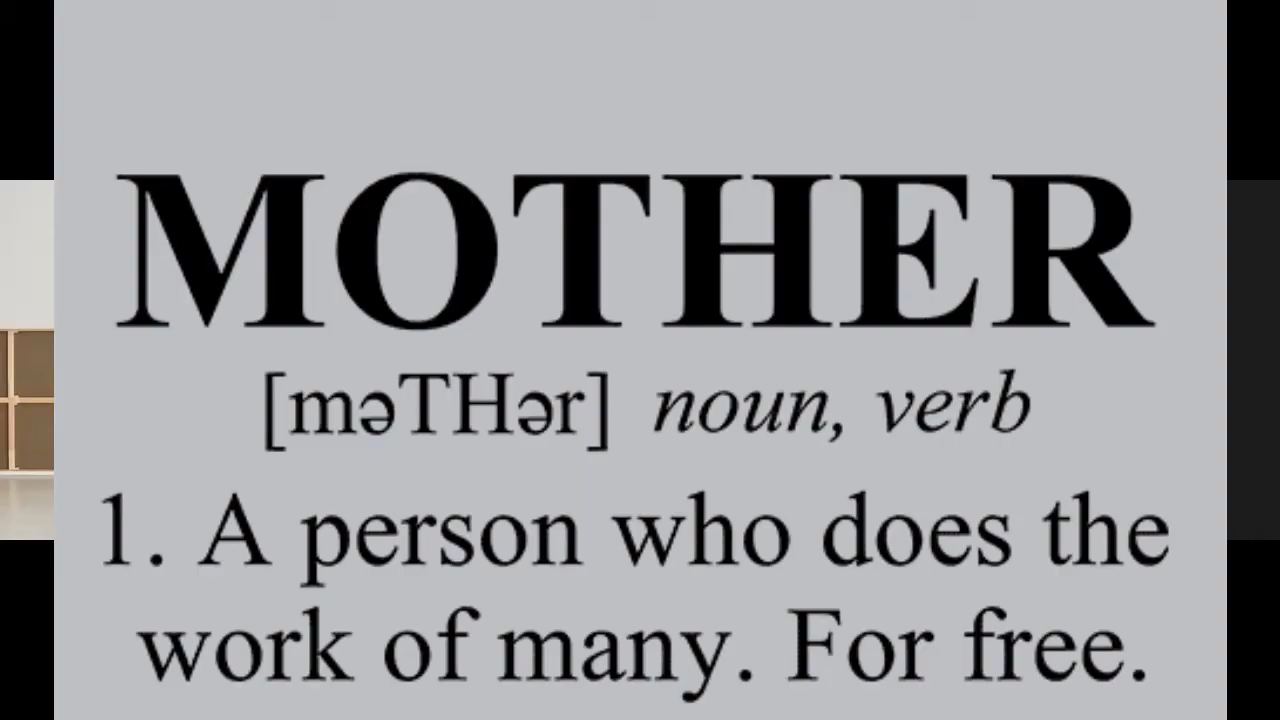 MOTHER
[məTHər] noun, verb
1. A person who does the
work of many. For free.